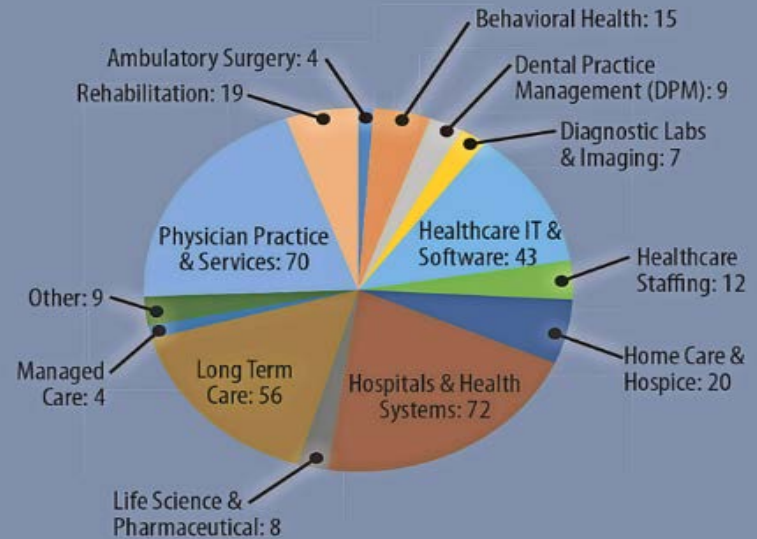 Behavioral Health: 15
Ambulatory Surgery: 4
Dental Practice
Management (DPM): 9
Rehabilitation: 19
Diagnostic Labs
& Imaging: 7
Physician Practice
& Services: 70
Healthcare IT &
Software: 43
Healthcare
Staffing: 12
Other: 9
Managed
Care: 4
Long Term
Care: 56
Hospitals & Health
Systems: 72
Home Care &
Hospice: 20
Life Science &
Pharmaceutical: 8